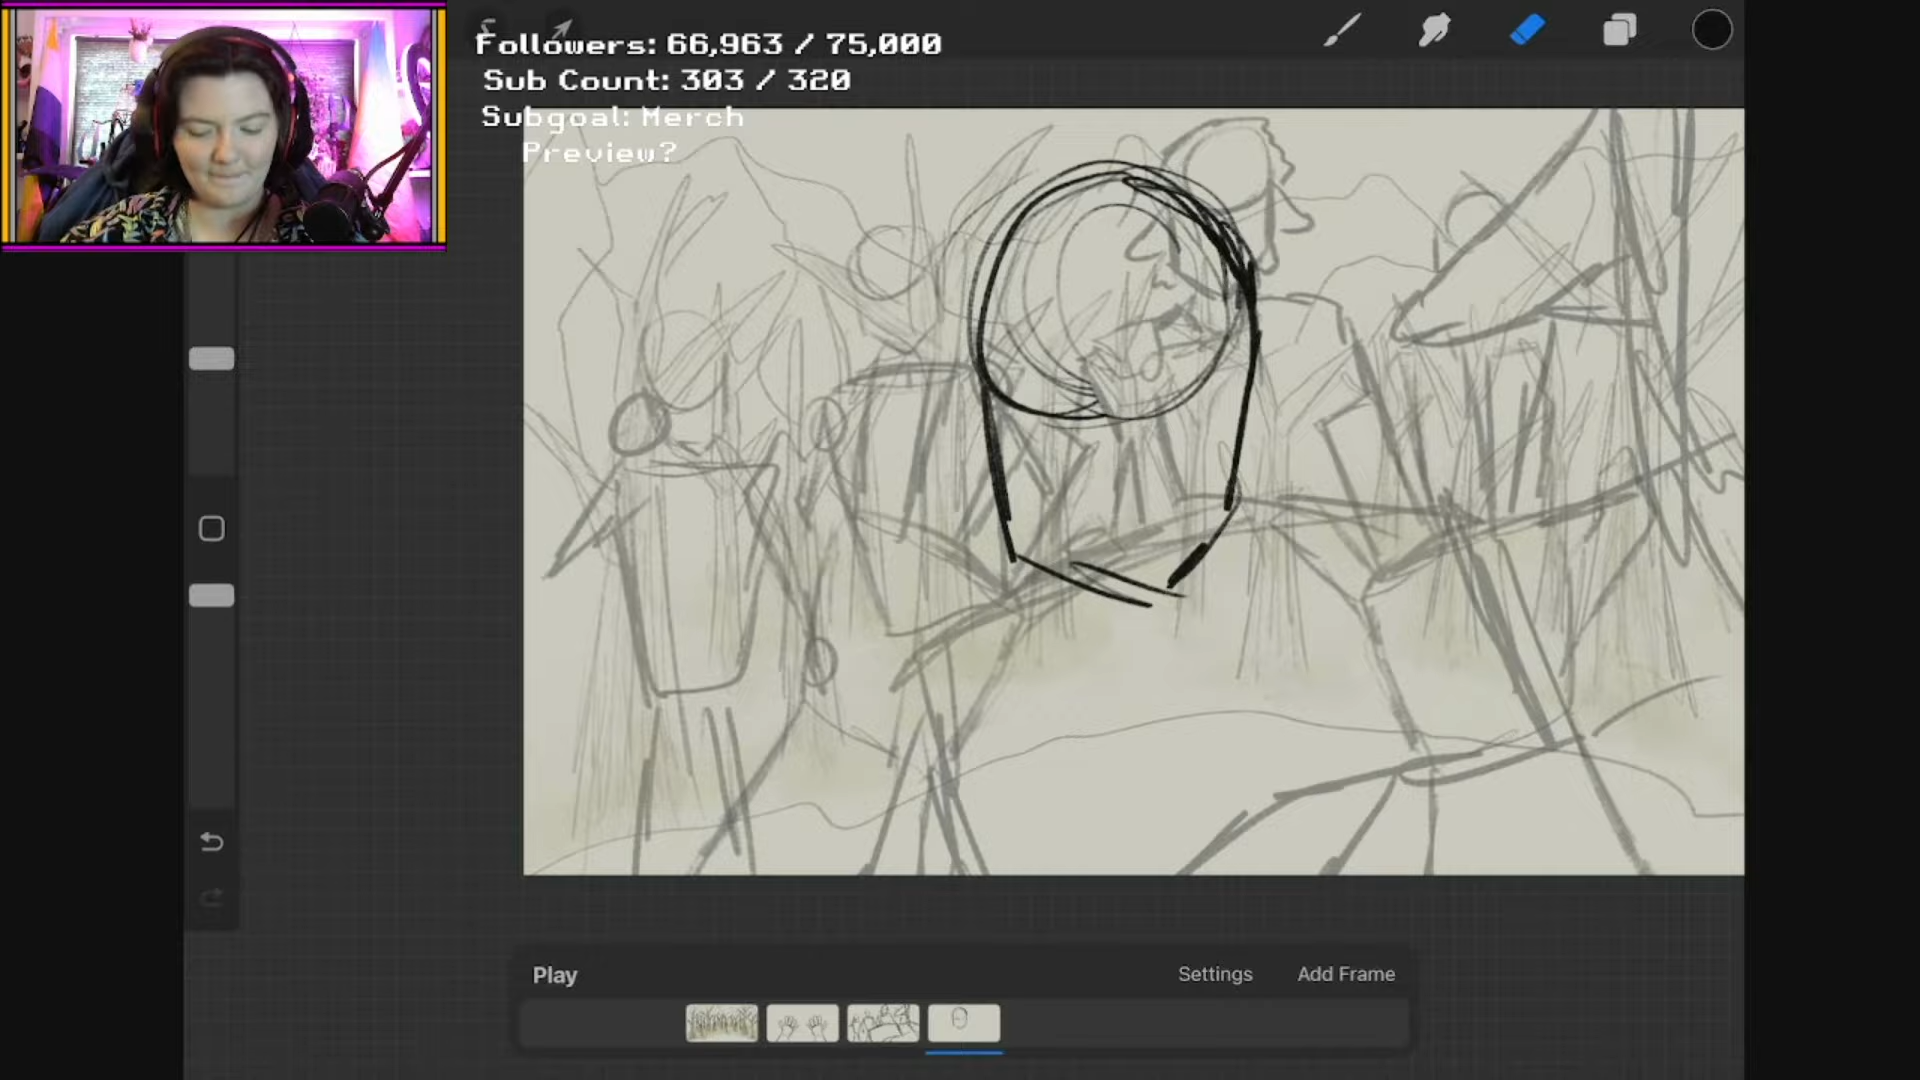 Followers: 66,963 / 75,000
Sub Count: 303 / 320
Subgoal: Merch
Preview?
Play
Settings
Add Frame